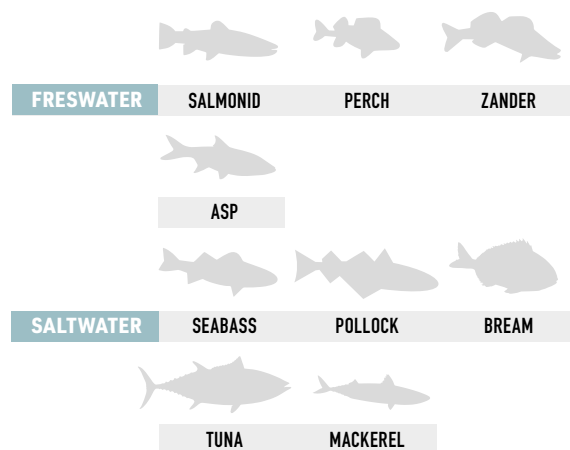 FRESWATER SALMONID PERCH ZANDER
ASP
SALTWATER SEABASS POLLOCK BREAM
TUNA MACKEREL